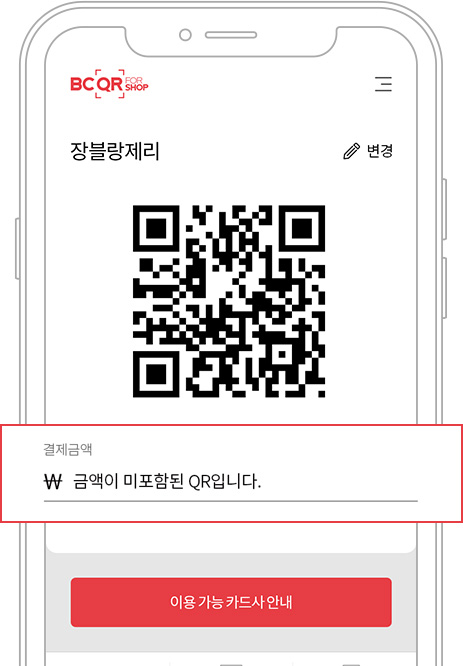 BC QR FOR SHOP
장블랑제리
변경
결제금액
₩ 금액이 미포함된 QR입니다.
이용 가능 카드사 안내